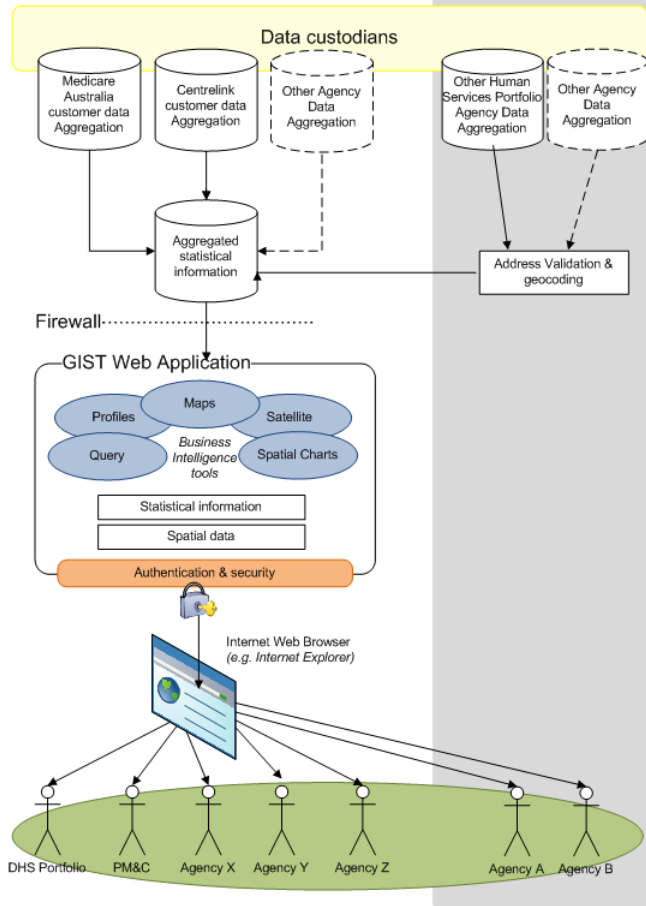 Data custodians
Medicare
Australia
customer data
Aggregation
Centrelink
customer data
Aggregation
Other Agency
Data
Aggregation
Other Human
Services Portfolio
Agency Data
Aggregation
Other Agency
Data
Aggregation
Aggregated
statistical
information
Address Validation &
geocoding
Firewall
GIST Web Application
Maps
Profiles
Satellite
Query
Business
Intelligence
tools
Spatial Charts
Statistical information
Spatial data
Authentication & security
Internet Web Browser
(e.g. Internet Explorer)
DHS Portfolio
PM&C
Agency X
Agency Y
Agency Z
Agency A
Agency B